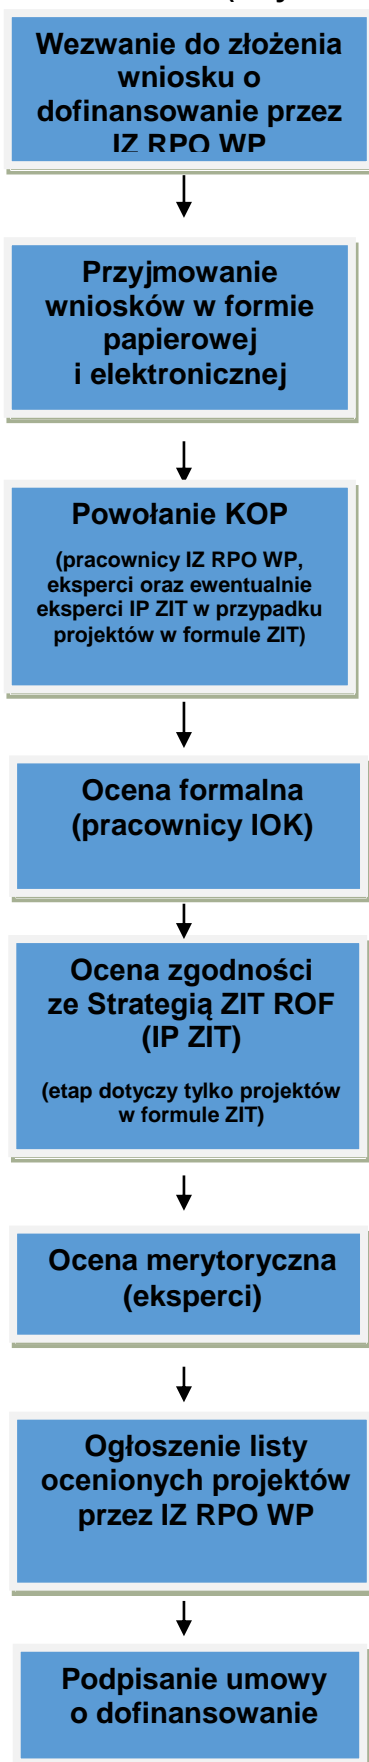 Wezwanie do złożenia
wniosku o
dofinansowanie przez
IZ RPO WP
Przyjmowanie
wniosków w formie
papierowej
i elektronicznej
Powołanie KOP
(pracownicy IZ RPO WP,
eksperci oraz ewentualnie
eksperci IP ZIT w przypadku
projektów w formule ZIT)
Ocena formalna
(pracownicy IOK)
Ocena zgodności
ze Strategią ZIT ROF
(IP ZIT)
(etap dotyczy tylko projektów
w formule ZIT)
Ocena merytoryczna
(eksperci)
Ogłoszenie listy
ocenionych projektów
przez IZ RPO WP
Podpisanie umowy
o dofinansowanie